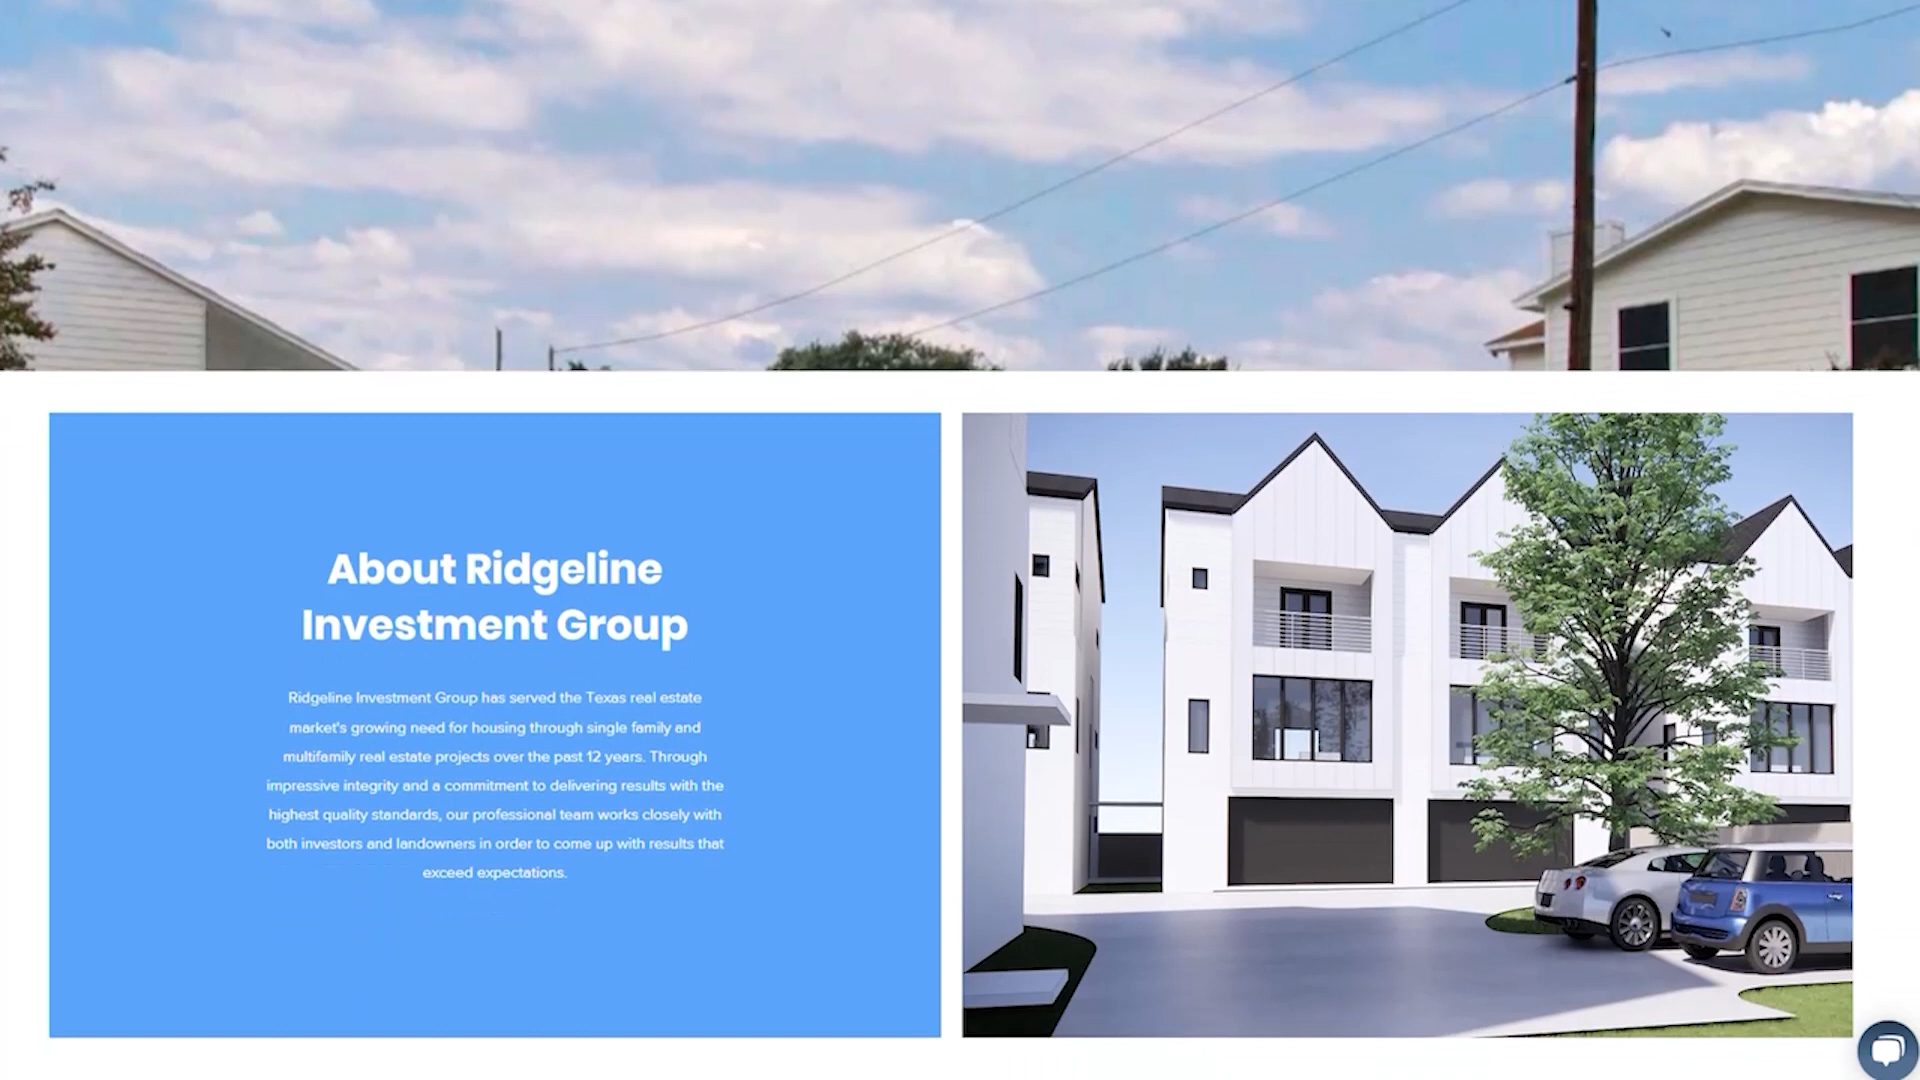 About Ridgeline
Investment Group
Ridgeline Investment Group has served the Texas real estate
market's growing need for housing through single family and
multifamily real estate projects over the past 12 years. Through
impressive integrity and a commitment to delivering results with the
highest quality standards, our professional team works closely with
both investors and landowners in order to come up with results that
exceed expectations.